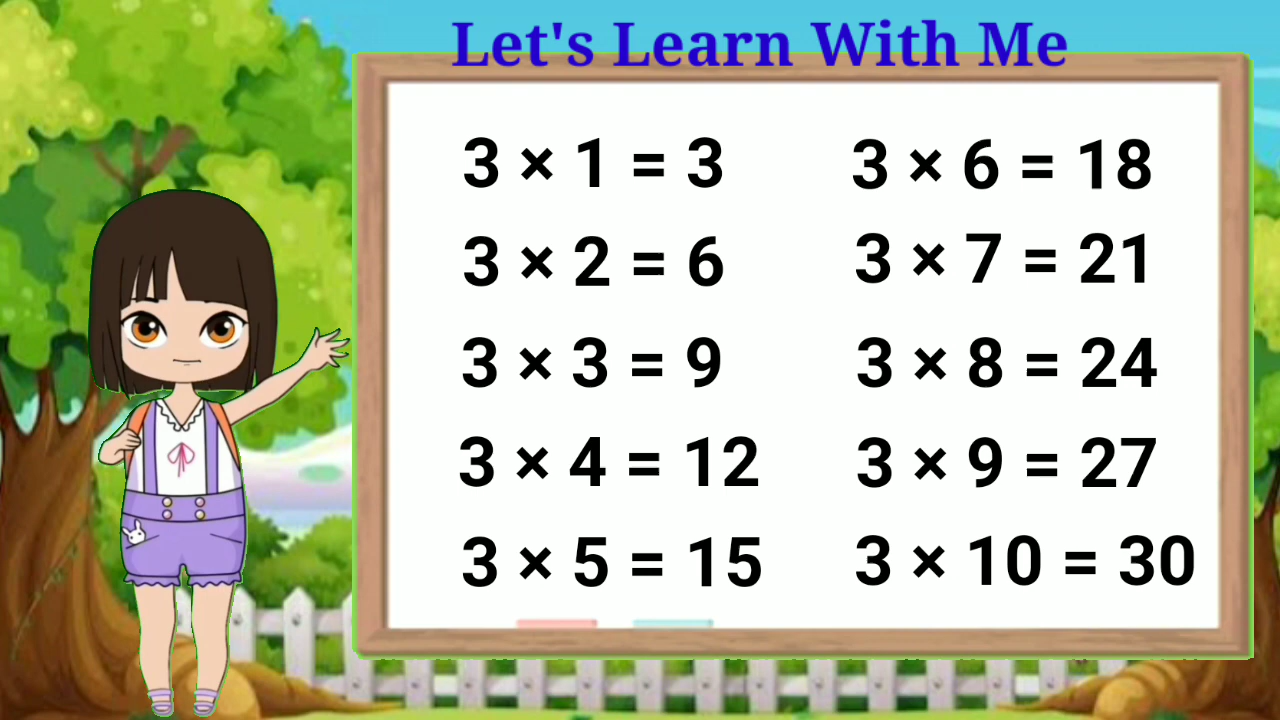 Let's Learn With Me
3 × 1 = 3
3 × 2 = 6
3 × 3 = 9
3 × 4 = 12
3 × 5 = 15
3 × 6 = 18
3 × 7 = 21
3 × 8 = 24
3 × 9 = 27
3 × 10 = 30